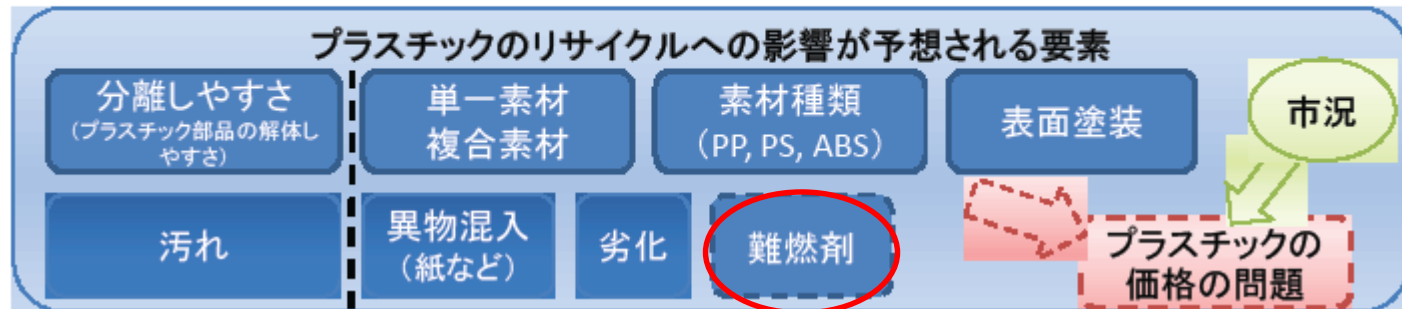 プラスチックのリサイクルへの影響が予想される要素
分離しやすさ
(プラスチック部品の解体し
やすさ)
単一素材
複合素材
素材種類
(PP, PS, ABS)
表面塗装
市況
汚れ
異物混入
(紙など)
劣化
難燃剤
プラスチックの
価格の問題